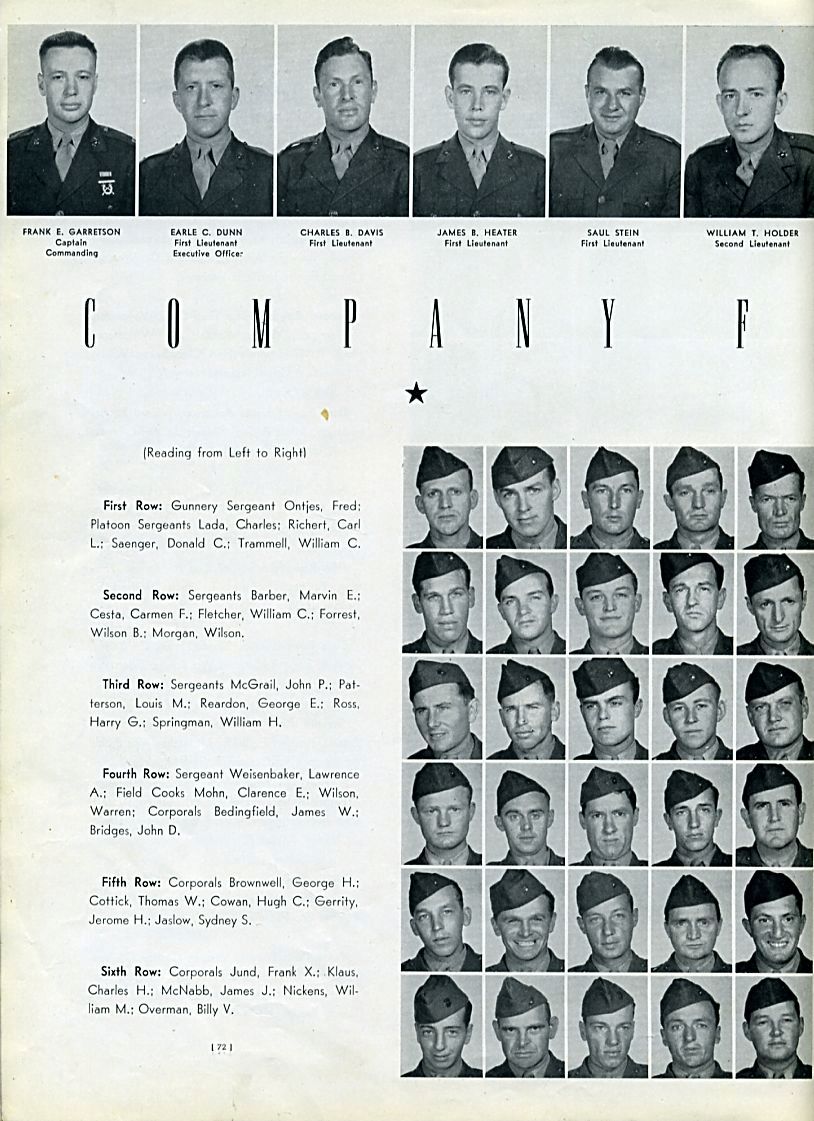 FRANK E. GARRETSON
Captain
Commanding
EARLE C. DUNN
First Lieutenant
Executive Officer
CHARLES B. DAVIS
First Lieutenant
JAMES B. HEATER
First Lieutenant
SAUL STEIN
First Lieutenant
WILLIAM T. HOLDER
Second Lieutenant
COMPANY F
(Reading from Left to Right)
First Row: Gunnery Sergeant Ontjes, Fred;
Platoon Sergeants Lada, Charles; Richert, Carl
L.; Saenger, Donald C.; Trammell, William C.
Second Row: Sergeants Barber, Marvin E.;
Cesta, Carmen F.; Fletcher, William C.; Forrest,
Wilson B.; Morgan, Wilson.
Third Row: Sergeants McGrail, John P.; Pat-
terson, Louis M.; Reardon, George E.; Ross,
Harry G.; Springman, William H.
Fourth Row: Sergeant Weisenbaker, Lawrence
A.; Field Cooks Mohn, Clarence E.; Wilson,
Warren; Corporals Bedingfield, James W.;
Bridges, John D.
Fifth Row: Corporals Brownwell, George H.;
Cottick, Thomas W.; Cowan, Hugh C.; Gerrity,
Jerome H.; Jaslow, Sydney S.
Sixth Row: Corporals Jund, Frank X.; Klaus,
Charles H.; McNabb, James J.; Nickens, Wil-
liam M.; Overman, Billy V.
[ 72 ]